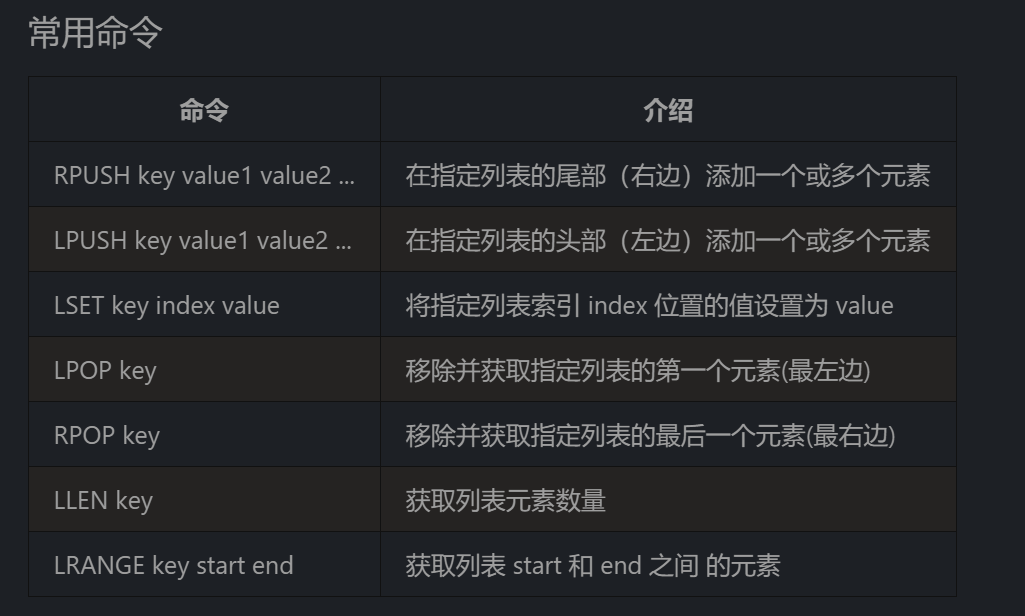 常用命令
命令 介绍
RPUSH key value1 value2 ... 在指定列表的尾部（右边）添加一个或多个元素
LPUSH key value1 value2 ... 在指定列表的头部（左边）添加一个或多个元素
LSET key index value 将指定列表索引 index 位置的值设置为 value
LPOP key 移除并获取指定列表的第一个元素(最左边)
RPOP key 移除并获取指定列表的最后一个元素(最右边)
LLEN key 获取列表元素数量
LRANGE key start end 获取列表 start 和 end 之间 的元素